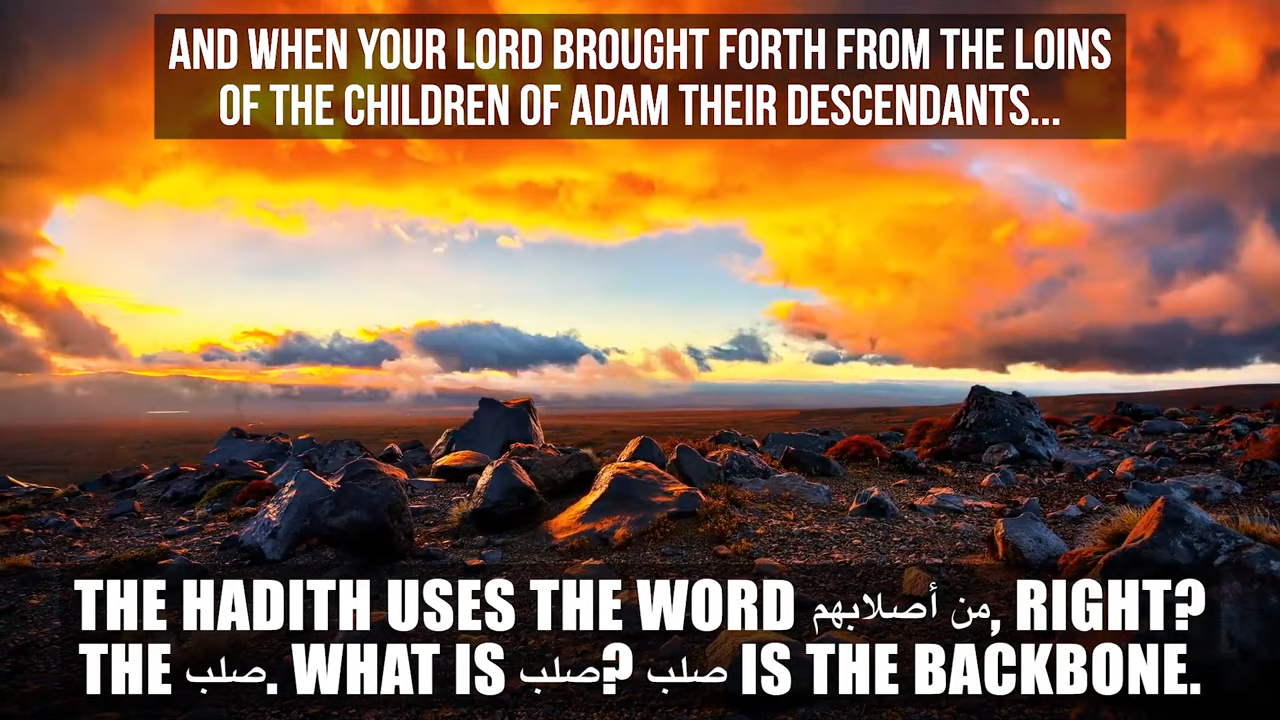 AND WHEN YOUR LORD BROUGHT FORTH FROM THE LOINS
OF THE CHILDREN OF ADAM THEIR DESCENDANTS...
THE HADITH USES THE WORD من أصلابهم, RIGHT?
THE صلب. WHAT IS صلب? صلب IS THE BACKBONE.